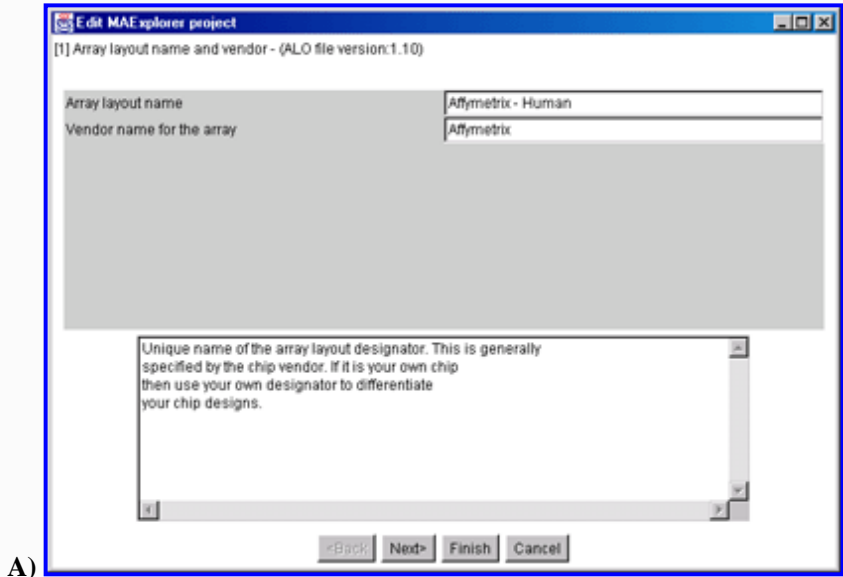 Edit MAExplorer project
[1] Array layout name and vendor - (ALO file version:1.10)
Array layout name Affymetrix - Human
Vendor name for the array Affymetrix
Unique name of the array layout designator. This is generally
specified by the chip vendor. If it is your own chip
then use your own designator to differentiate
your chip designs.
<Back Next> Finish Cancel
A)